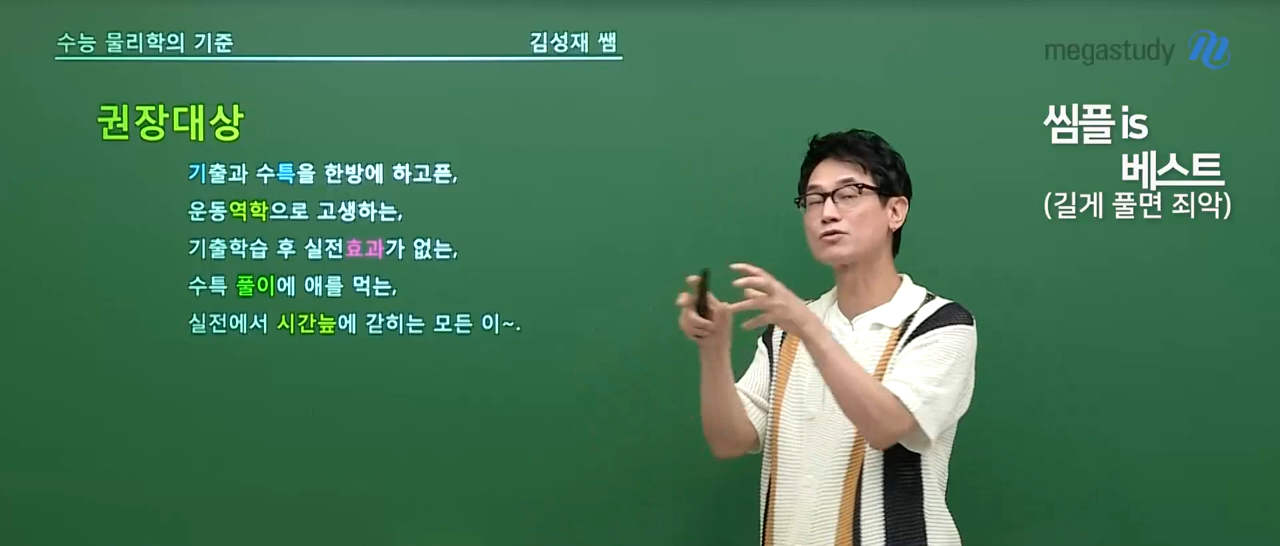 수능 물리학의 기준
김성재 쌤
megastudy
권장대상
기출과 수특을 한방에 하고픈,
운동역학으로 고생하는,
기출학습 후 실전효과가 없는,
수특 풀이에 애를 먹는,
실전에서 시간늪에 갇히는 모든 이~.
씸플 is
베스트
(길게 풀면 죄악)